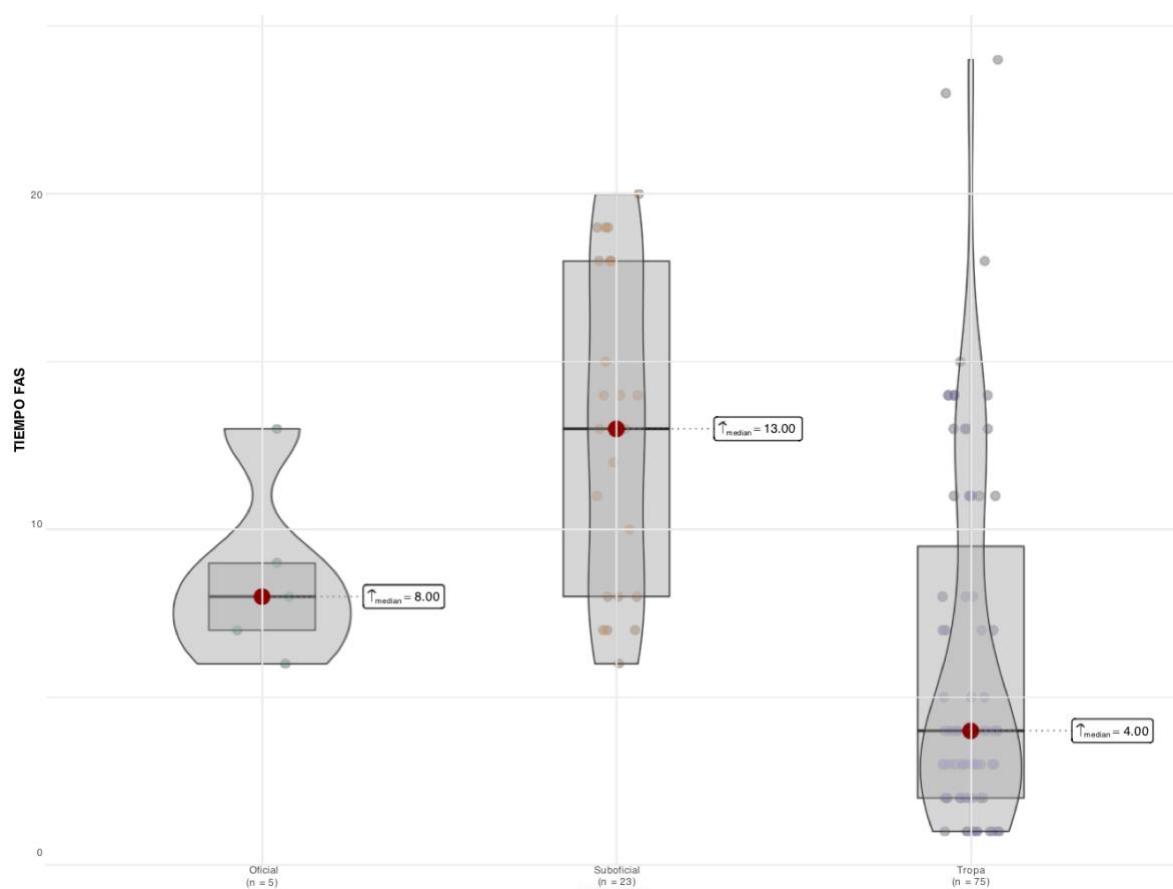 TIEMPO FAS
20
10
0
↑median = 8.00
↑median = 13.00
↑median = 4.00
Oficial
(n = 5)
Suboficial
(n = 23)
Tropa
(n = 75)